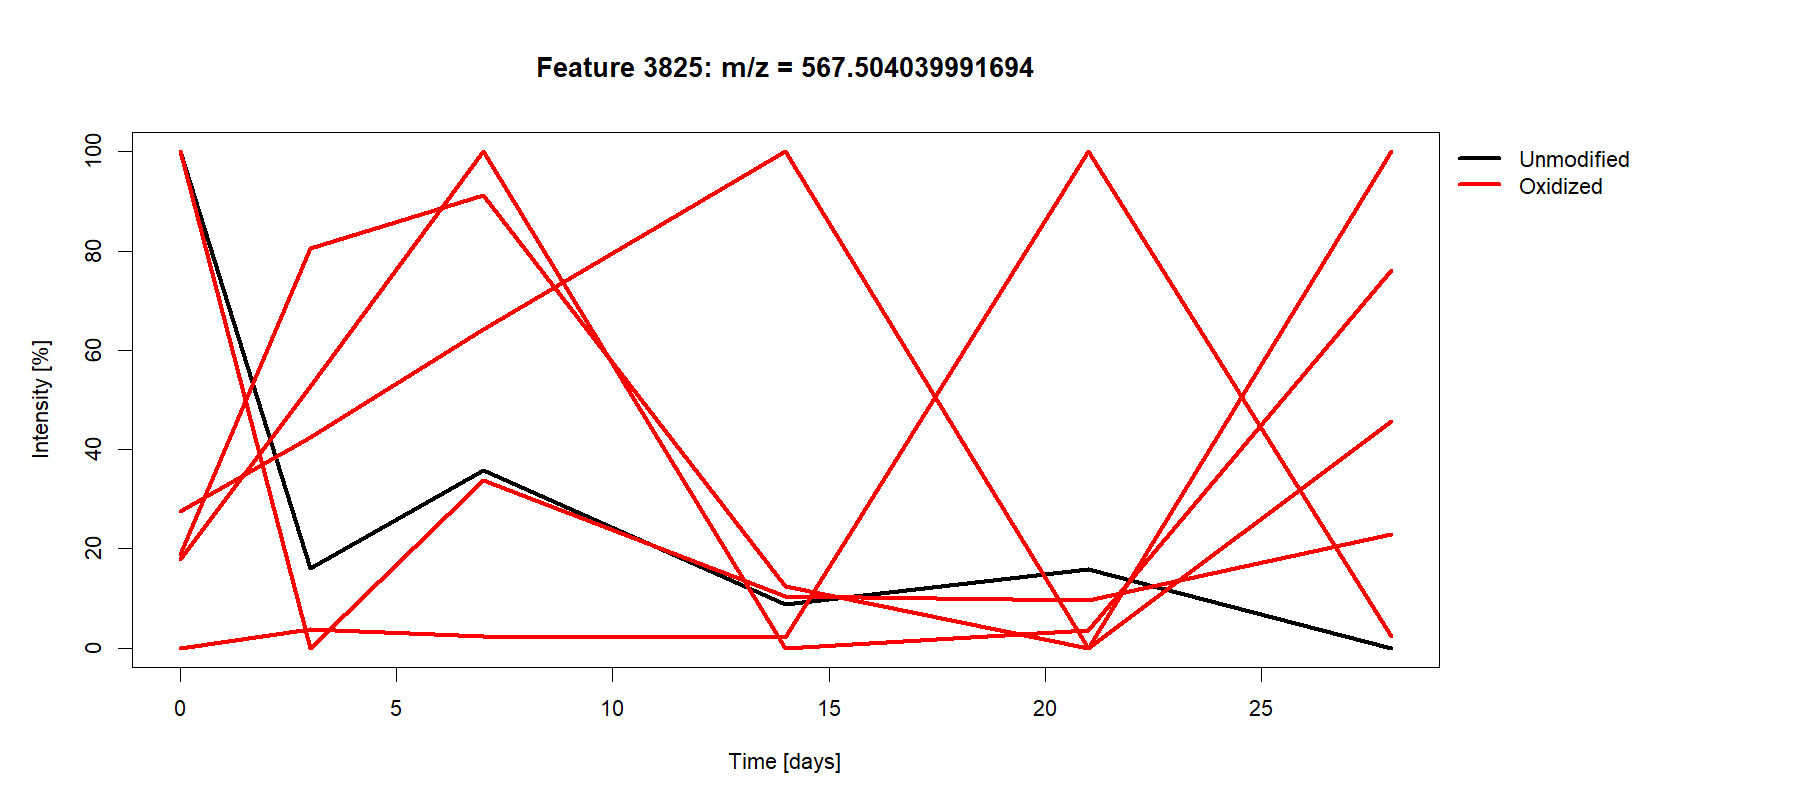 Feature 3825: m/z = 567.504039991694
100
80
60
40
20
0
Intensity [%]
0 5 10 15 20 25
Time [days]
Unmodified
Oxidized